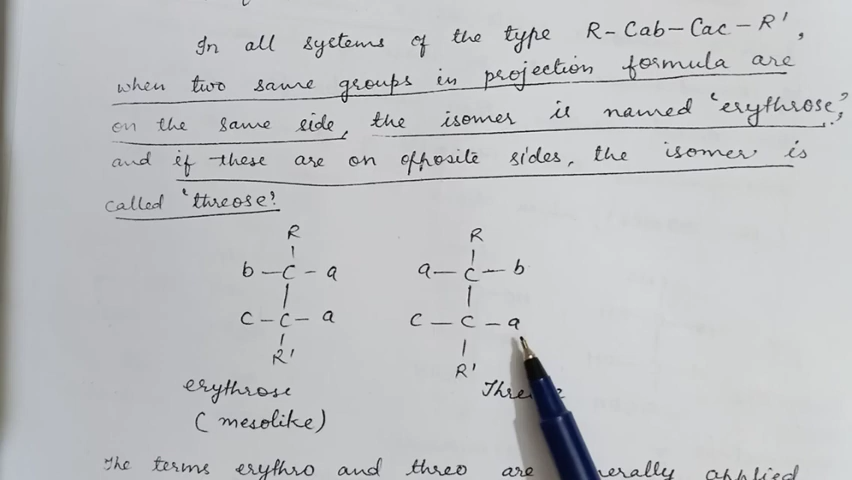 In all systems of the type R-Cab-Cac-R',
when two same groups in projection formula are
on the same side, the isomer is named 'erythrose',
and if these are on opposite sides, the isomer is
called 'threose'.
R R
b-C-a a-C-b
C-C-a C-C-a
R' R'
erythrose
(mesolike)
The terms erythro and threo are applied